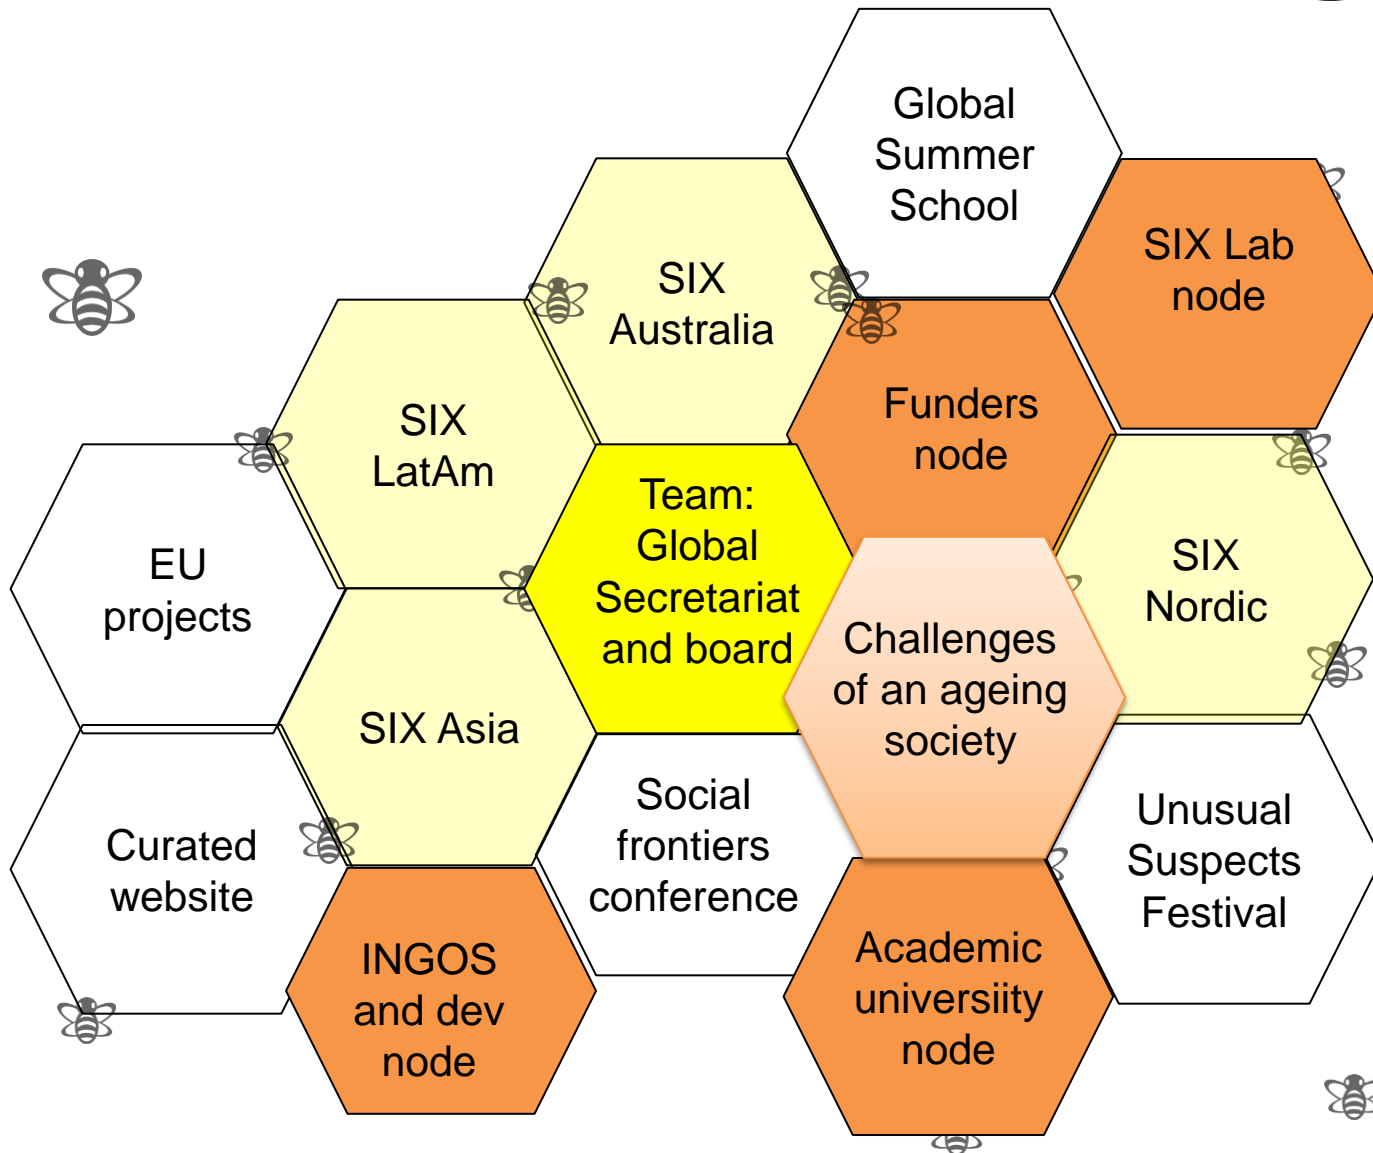 Global
Summer
School
SIX Lab
node
SIX
Australia
Funders
node
SIX
LatAm
Team:
Global
Secretariat
and board
EU
projects
SIX
Nordic
Challenges
of an ageing
society
SIX Asia
Social
frontiers
conference
Unusual
Suspects
Festival
Curated
website
INGOS
and dev
node
Academic
universiity
node